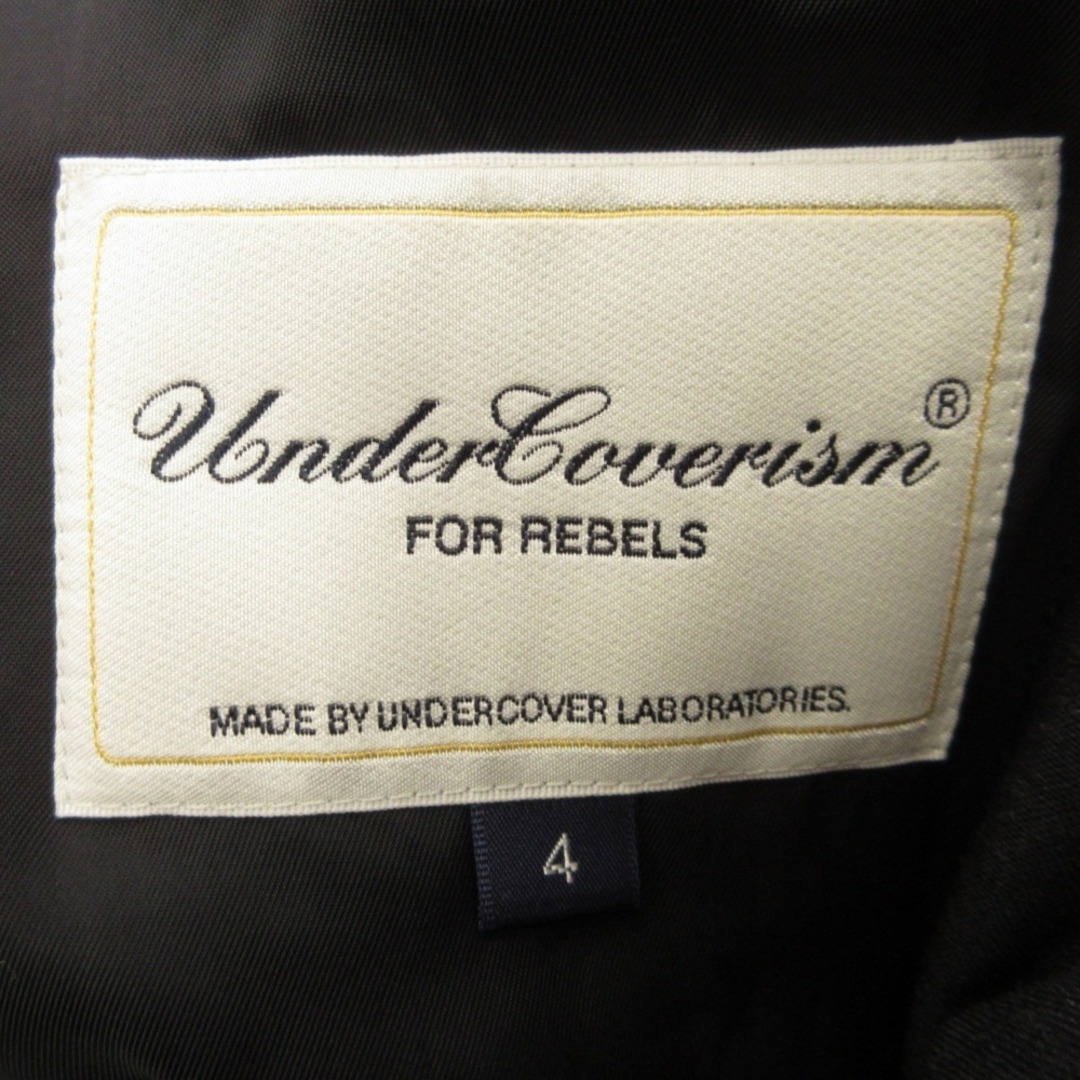 UnderCoverism®
FOR REBELS
MADE BY UNDERCOVER LABORATORIES.
4